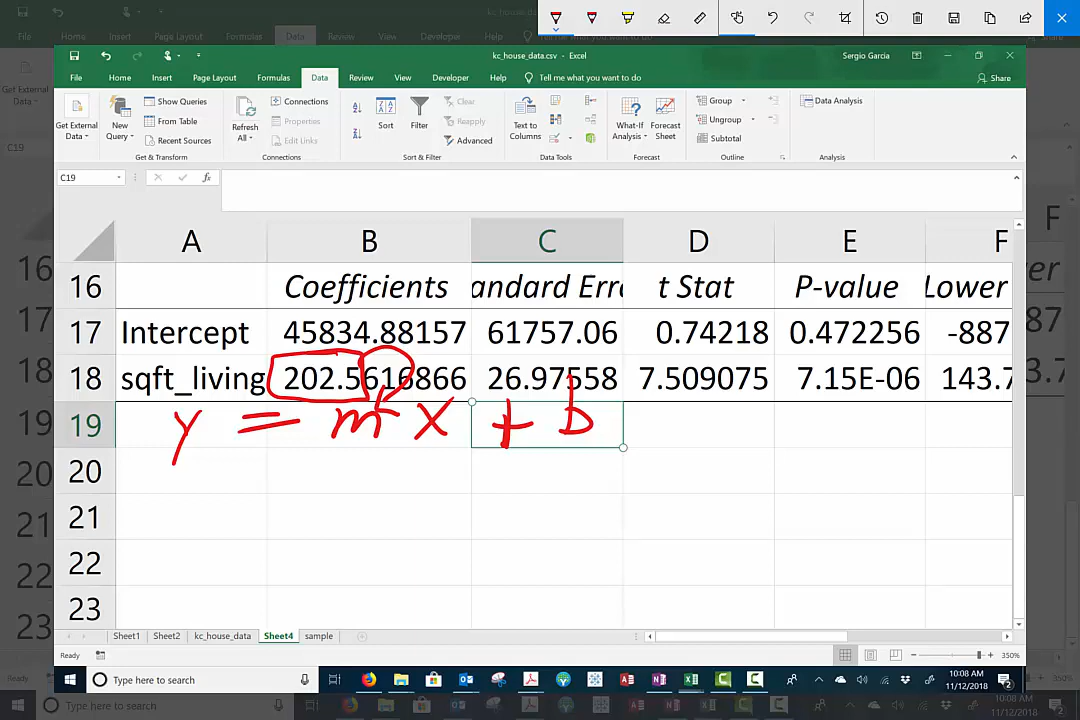 kc_house_data.csv - Excel
Sergio Garcia
File Home Insert Page Layout Formulas Data Review View Developer Help Tell me what you want to do Share
Get External Data
New Query
Show Queries
From Table
Recent Sources
Get & Transform
Refresh All
Connections
Properties
Edit Links
Connections
Sort
Filter
Clear
Reapply
Advanced
Sort & Filter
Text to Columns
Data Tools
What-If Analysis
Forecast Sheet
Forecast
Group
Ungroup
Subtotal
Outline
Data Analysis
Analysis
C19 fx
A B C D E F
16 Coefficients andard Erro t Stat P-value Lower
17 Intercept 45834.88157 61757.06 0.74218 0.472256 -887
18 sqft_living 202.5616866 26.97558 7.509075 7.15E-06 143.7
19 y = m x + b
20
21
22
23
Sheet1 Sheet2 kc_house_data Sheet4 sample
Ready 350%
Type here to search
10:08 AM
11/12/2018
2